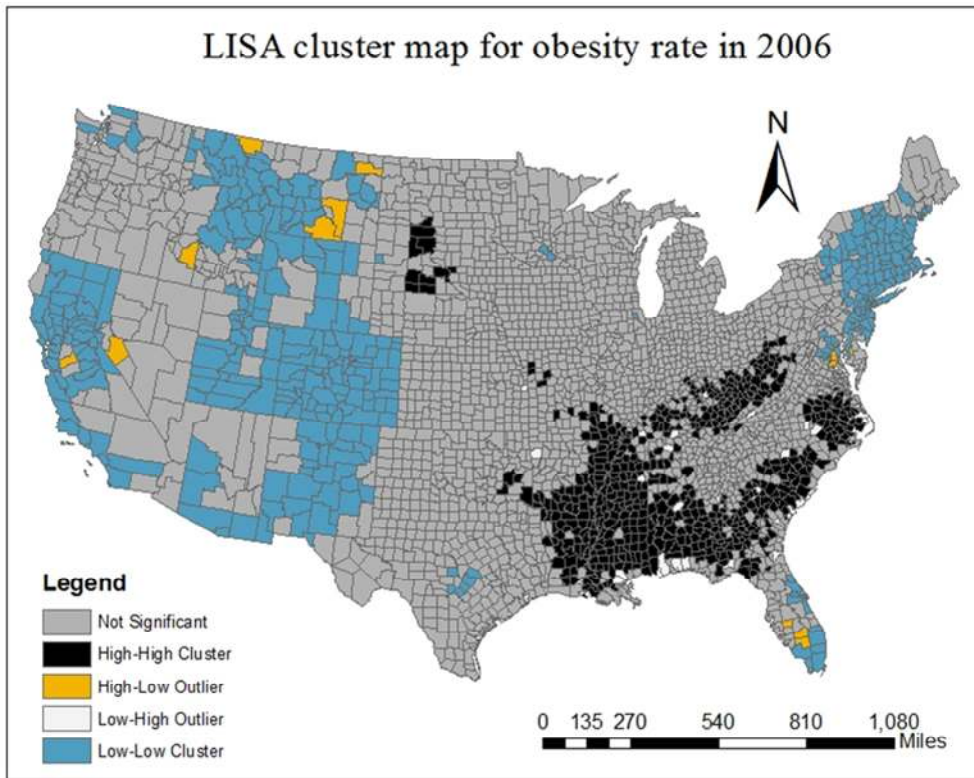 LISA cluster map for obesity rate in 2006
N
Legend
Not Significant
High-High Cluster
High-Low Outlier
Low-High Outlier
Low-Low Cluster
0 135 270 540 810 1,080
Miles